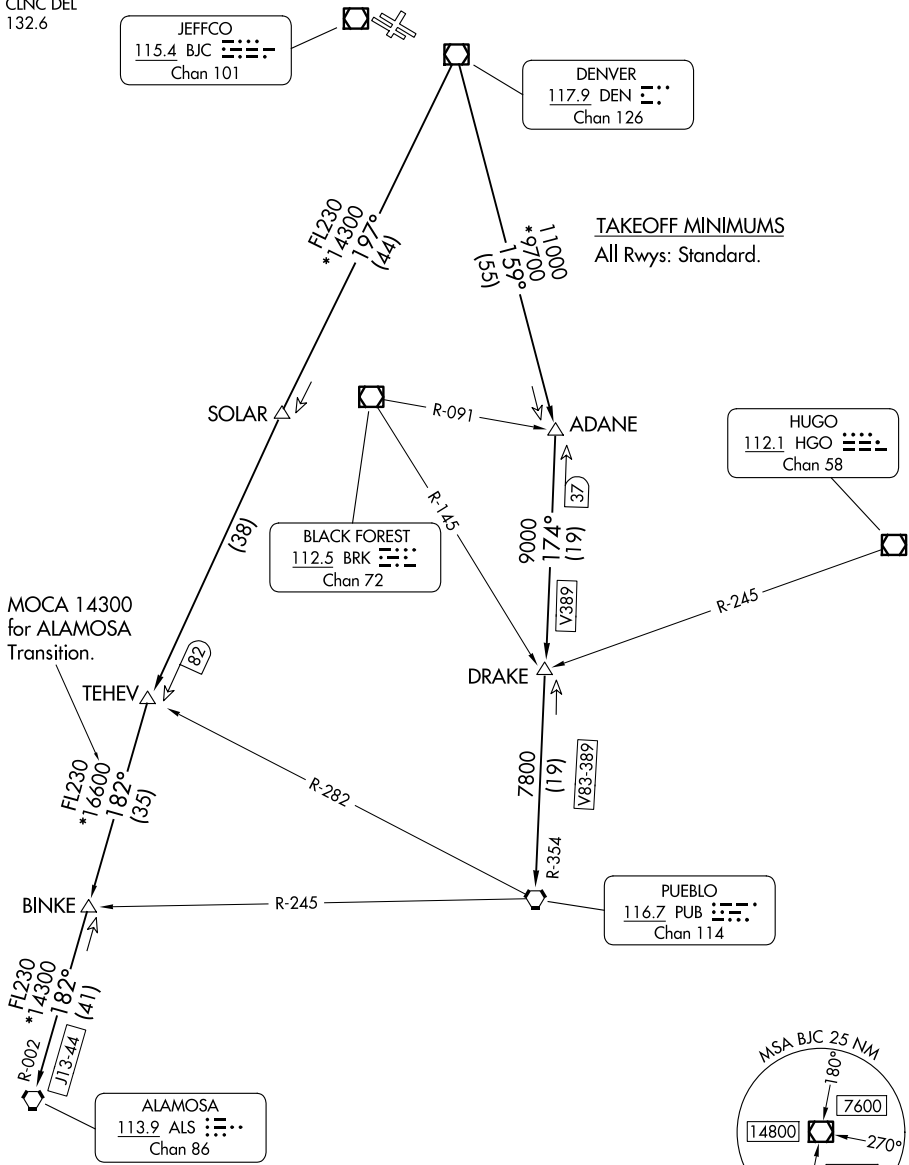 CLNC DEL
132.6
JEFFCO
115.4 BJC
Chan 101
DENVER
117.9 DEN
Chan 126
TAKEOFF MINIMUMS
All Rwys: Standard.
FL230
*14300
197°
(44)
11000
*9700
159°
(55)
SOLAR
R-091
ADANE
HUGO
112.1 HGO
Chan 58
37
R-145
(38)
BLACK FOREST
112.5 BRK
Chan 72
9000
174°
(19)
V389
R-245
MOCA 14300
for ALAMOSA
Transition.
82
DRAKE
TEHEV
FL230
*16600
182°
(35)
R-282
7800
(19)
V83-389
R-354
BINKE
R-245
PUEBLO
116.7 PUB
Chan 114
FL230
*14300
182°
(41)
R-002
J13-44
ALAMOSA
113.9 ALS
Chan 86
MSA BJC 25 NM
180°
7600
14800
270°